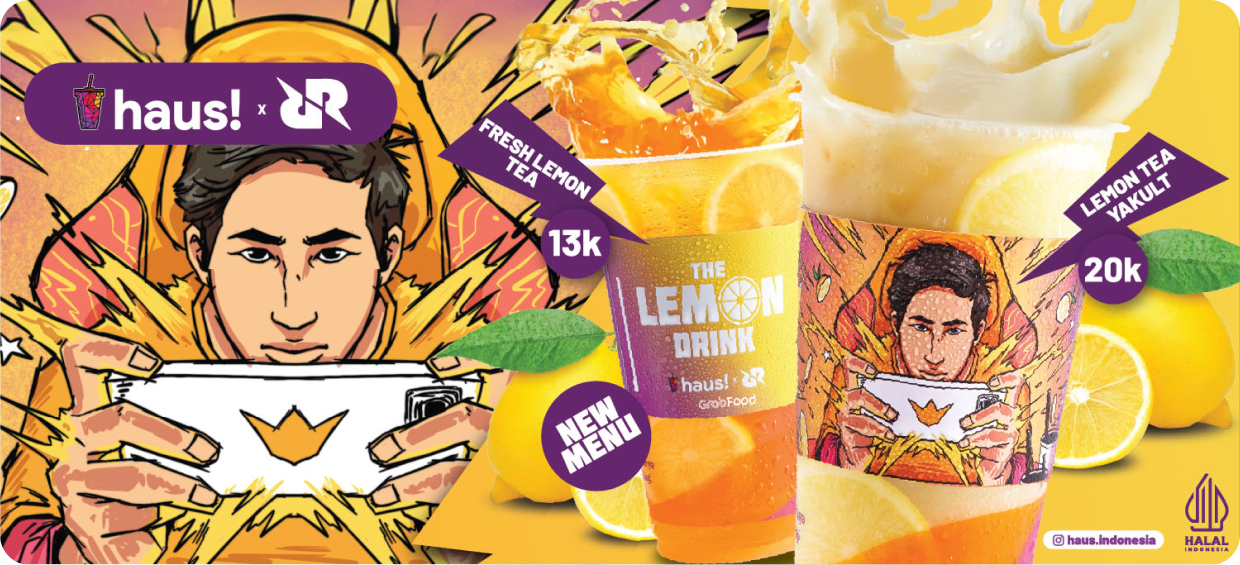 haus! x RR
FRESH LEMON
TEA
13k
THE
LEMON
DRINK
haus! x RR
GrabFood
NEW
MENU
LEMON TEA
YAKULT
20k
haus.indonesia
HALAL
INDONESIA